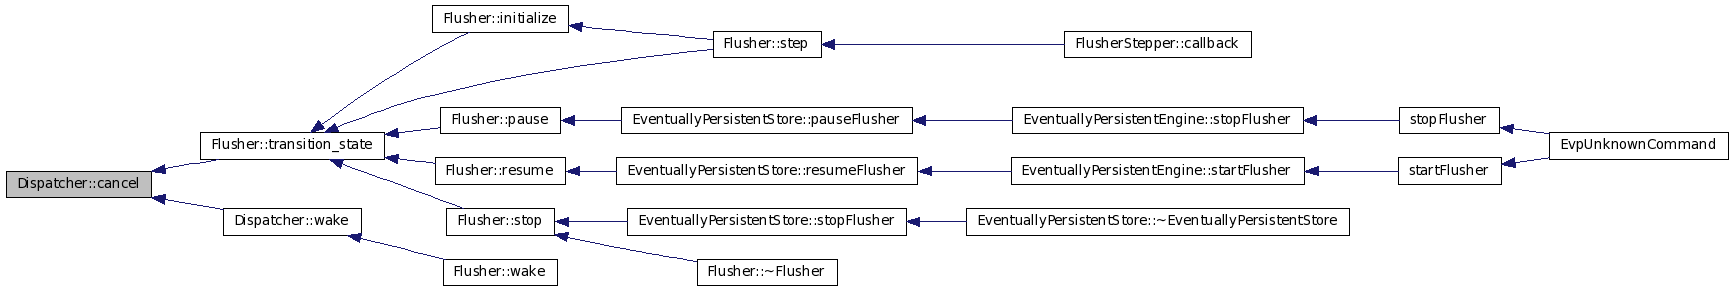 Flusher::initialize
Flusher::step
FlusherStepper::callback
Flusher::pause
EventuallyPersistentStore::pauseFlusher
EventuallyPersistentEngine::stopFlusher
stopFlusher
Flusher::transition_state
EvpUnknownCommand
Flusher::resume
EventuallyPersistentStore::resumeFlusher
EventuallyPersistentEngine::startFlusher
startFlusher
Dispatcher::cancel
Dispatcher::wake
Flusher::stop
EventuallyPersistentStore::stopFlusher
EventuallyPersistentStore::~EventuallyPersistentStore
Flusher::wake
Flusher::~Flusher